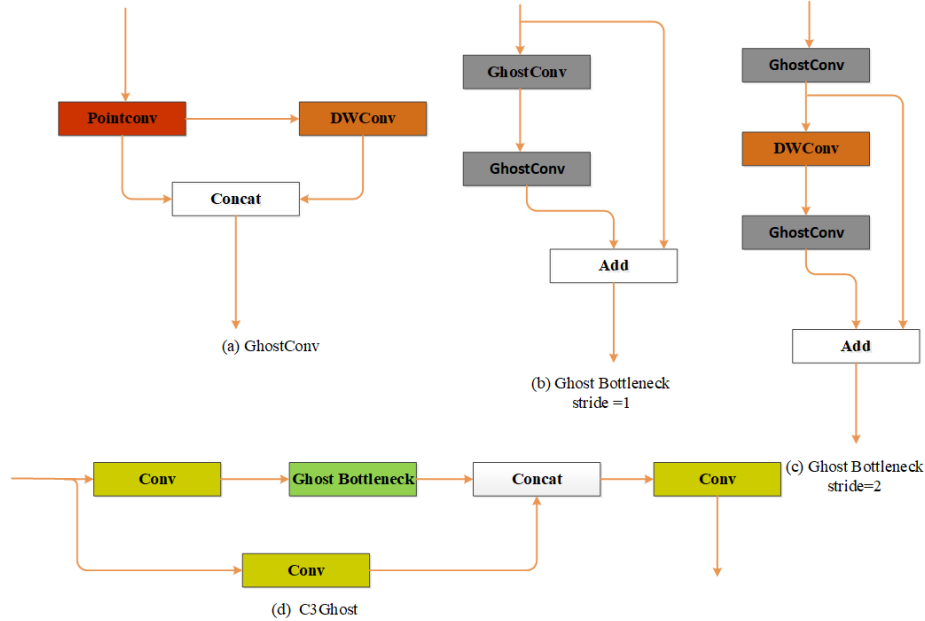 Pointconv
DWConv
Concat
(a) GhostConv
GhostConv
GhostConv
Add
(b) Ghost Bottleneck
stride =1
GhostConv
DWConv
GhostConv
Add
(c) Ghost Bottleneck
stride=2
Conv
Ghost Bottleneck
Concat
Conv
Conv
(d) C3Ghost